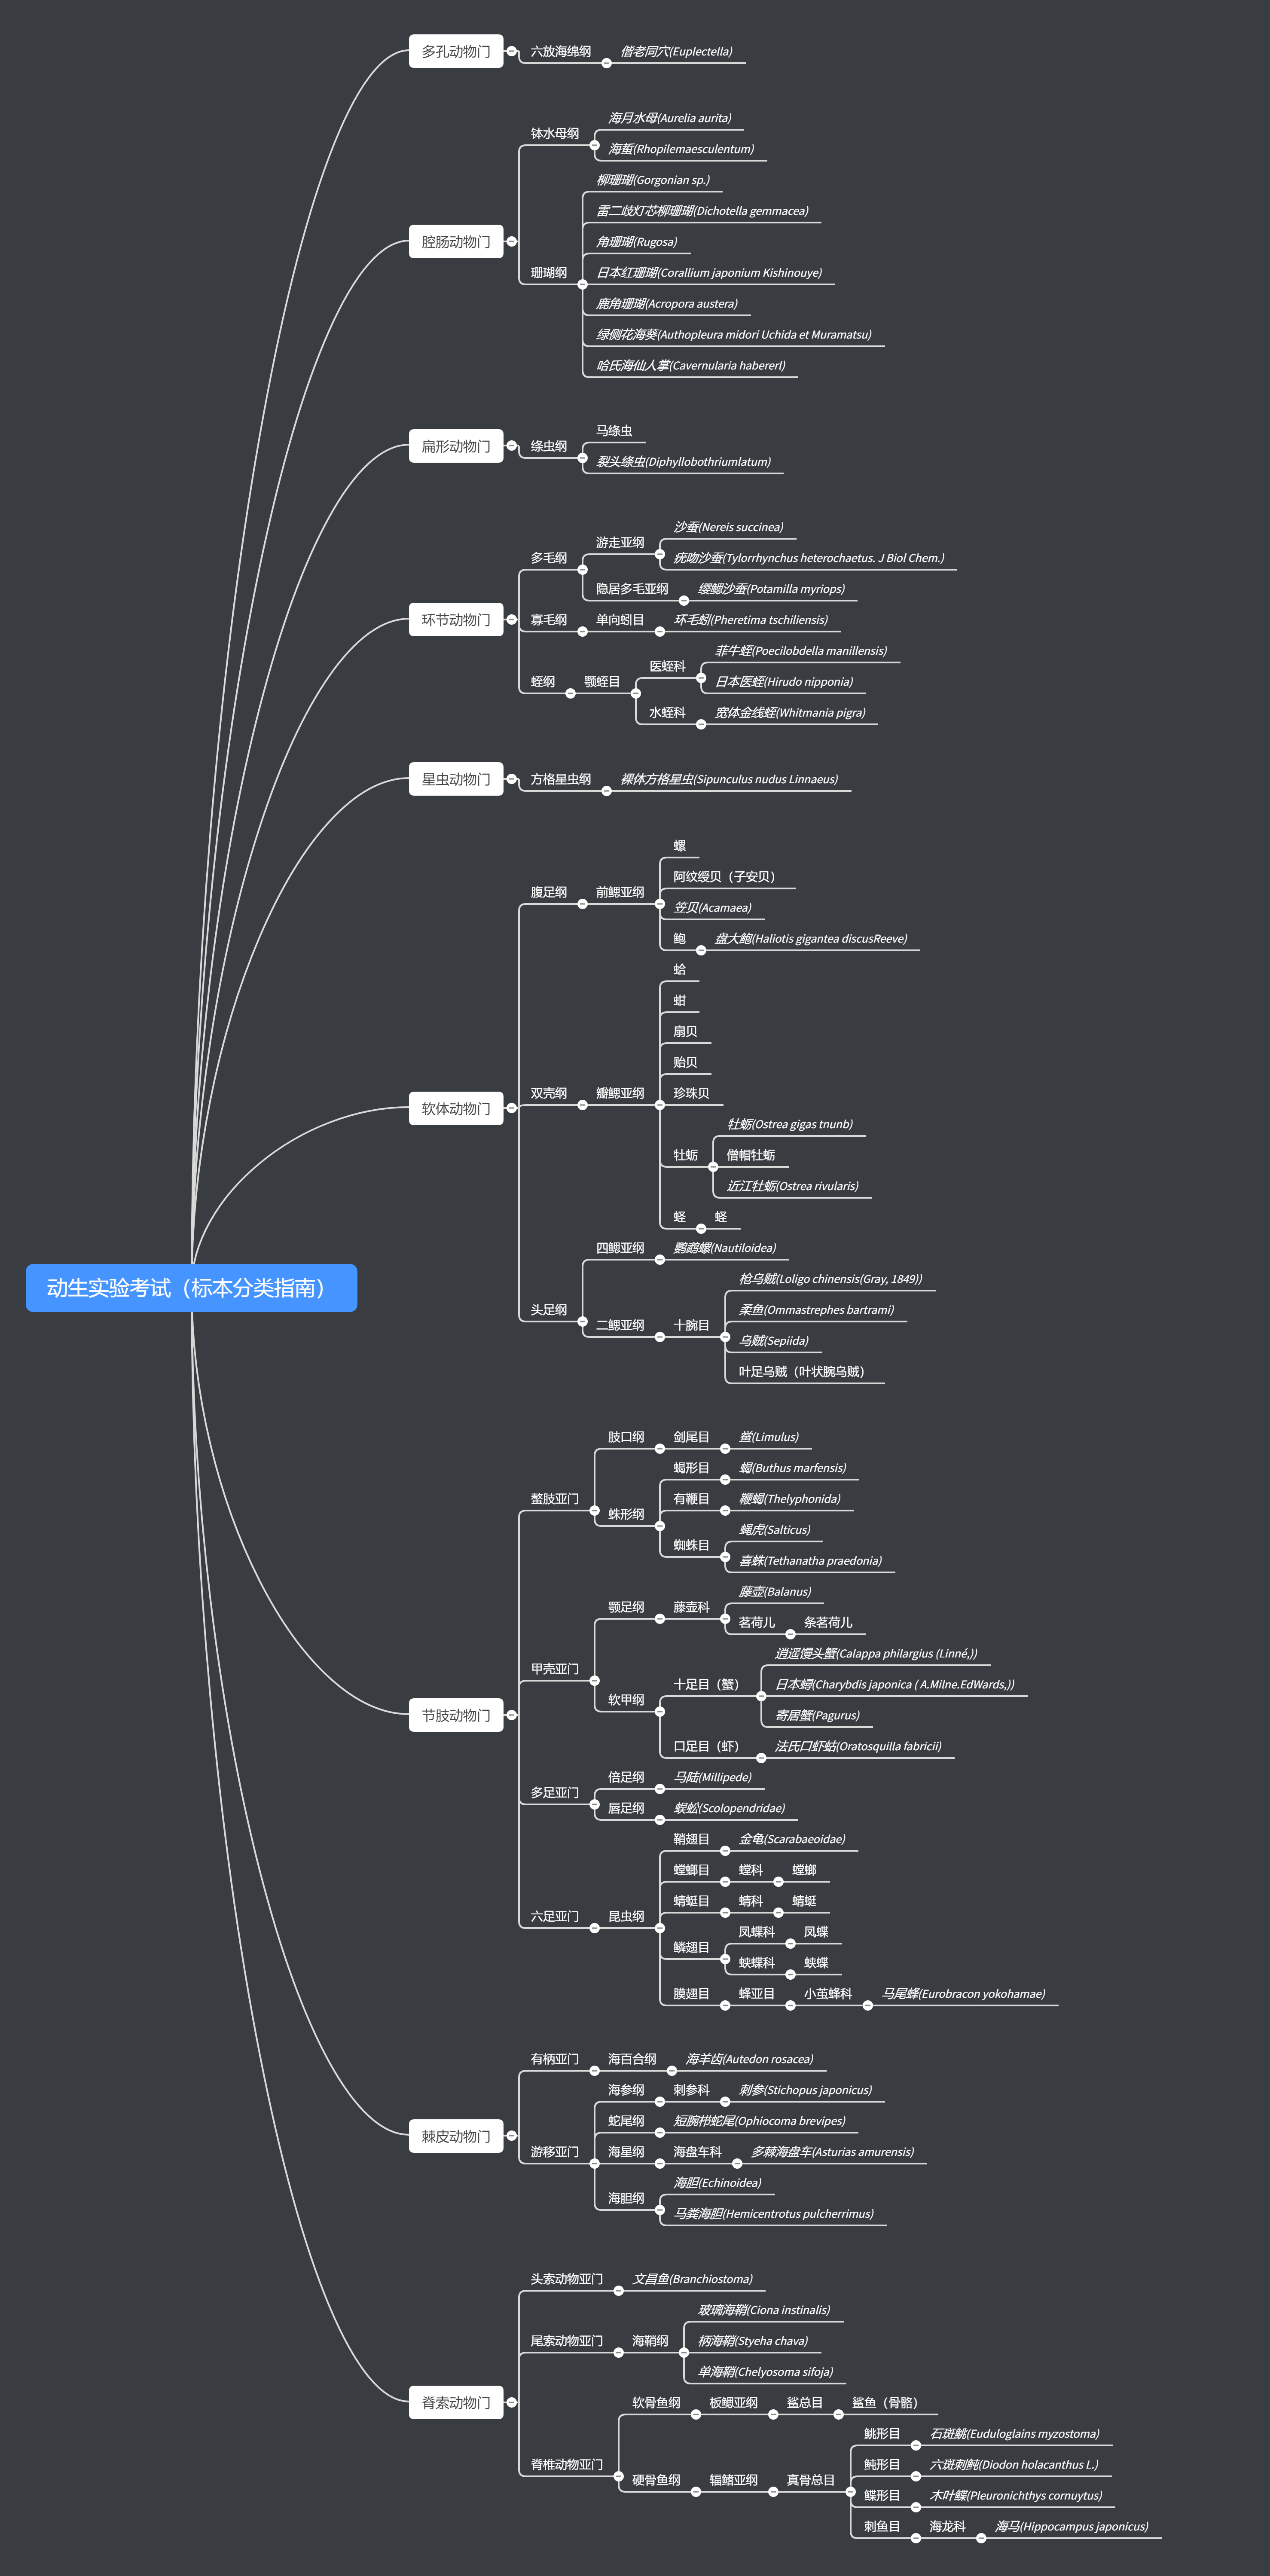 多孔动物门
六放海绵纲
偕老同穴(Euplectella)
腔肠动物门
钵水母纲
海月水母(Aurelia aurita)
海蜇(Rhopilemaesculentum)
珊瑚纲
柳珊瑚(Gorgonian sp.)
雷二歧灯芯柳珊瑚(Dichotella gemmacea)
角珊瑚(Rugosa)
日本红珊瑚(Corallium japonium Kishinouye)
鹿角珊瑚(Acropora austera)
绿侧花海葵(Authopleura midori Uchida et Muramatsu)
哈氏海仙人掌(Cavernularia habererl)
扁形动物门
绦虫纲
马绦虫
裂头绦虫(Diphyllobothriumlatum)
环节动物门
多毛纲
游走亚纲
沙蚕(Nereis succinea)
疣吻沙蚕(Tylorrhynchus heterochaetus. J Biol Chem.)
隐居多毛亚纲
缨鳃沙蚕(Potamilla myriops)
寡毛纲
单向蚓目
环毛蚓(Pheretima tschiliensis)
蛭纲
颚蛭目
医蛭科
菲牛蛭(Poecilobdella manillensis)
日本医蛭(Hirudo nipponia)
水蛭科
宽体金线蛭(Whitmania pigra)
星虫动物门
方格星虫纲
裸体方格星虫(Sipunculus nudus Linnaeus)
软体动物门
腹足纲
前鳃亚纲
螺
阿纹绶贝（子安贝）
笠贝(Acamaea)
鲍
盘大鲍(Haliotis gigantea discusReeve)
双壳纲
瓣鳃亚纲
蛤
蚶
扇贝
贻贝
珍珠贝
牡蛎
牡蛎(Ostrea gigas tnunb)
僧帽牡蛎
近江牡蛎(Ostrea rivularis)
蛏
蛏
头足纲
四鳃亚纲
鹦鹉螺(Nautiloidea)
二鳃亚纲
十腕目
枪乌贼(Loligo chinensis(Gray, 1849))
柔鱼(Ommastrephes bartrami)
乌贼(Sepiida)
叶足乌贼（叶状腕乌贼）
动生实验考试（标本分类指南）
节肢动物门
螯肢亚门
肢口纲
剑尾目
鲎(Limulus)
蛛形纲
蝎形目
蝎(Buthus marfensis)
有鞭目
鞭蝎(Thelyphonida)
蜘蛛目
蝇虎(Salticus)
喜蛛(Tethanatha praedonia)
甲壳亚门
颚足纲
藤壶科
藤壶(Balanus)
茗荷儿
条茗荷儿
软甲纲
十足目（蟹）
逍遥馒头蟹(Calappa philargius (Linné,))
日本蟳(Charybdis japonica ( A.Milne.EdWards,))
寄居蟹(Pagurus)
口足目（虾）
法氏口虾蛄(Oratosquilla fabricii)
多足亚门
倍足纲
马陆(Millipede)
唇足纲
蜈蚣(Scolopendridae)
六足亚门
昆虫纲
鞘翅目
金龟(Scarabaeoidae)
螳螂目
螳科
螳螂
蜻蜓目
蜻科
蜻蜓
鳞翅目
凤蝶科
凤蝶
蛱蝶科
蛱蝶
膜翅目
蜂亚目
小茧蜂科
马尾蜂(Eurobracon yokohamae)
棘皮动物门
有柄亚门
海百合纲
海羊齿(Autedon rosacea)
游移亚门
海参纲
刺参科
刺参(Stichopus japonicus)
蛇尾纲
短腕栉蛇尾(Ophiocoma brevipes)
海星纲
海盘车科
多棘海盘车(Asturias amurensis)
海胆纲
海胆(Echinoidea)
马粪海胆(Hemicentrotus pulcherrimus)
脊索动物门
头索动物亚门
文昌鱼(Branchiostoma)
尾索动物亚门
海鞘纲
玻璃海鞘(Ciona instinalis)
柄海鞘(Styeha chava)
单海鞘(Chelyosoma sifoja)
脊椎动物亚门
软骨鱼纲
板鳃亚纲
鲨总目
鲨鱼（骨骼）
硬骨鱼纲
辐鳍亚纲
真骨总目
鮡形目
石斑鮡(Euduloglains myzostoma)
鲀形目
六斑刺鲀(Diodon holacanthus L.)
鲽形目
木叶鲽(Pleuronichthys cornuytus)
刺鱼目
海龙科
海马(Hippocampus japonicus)